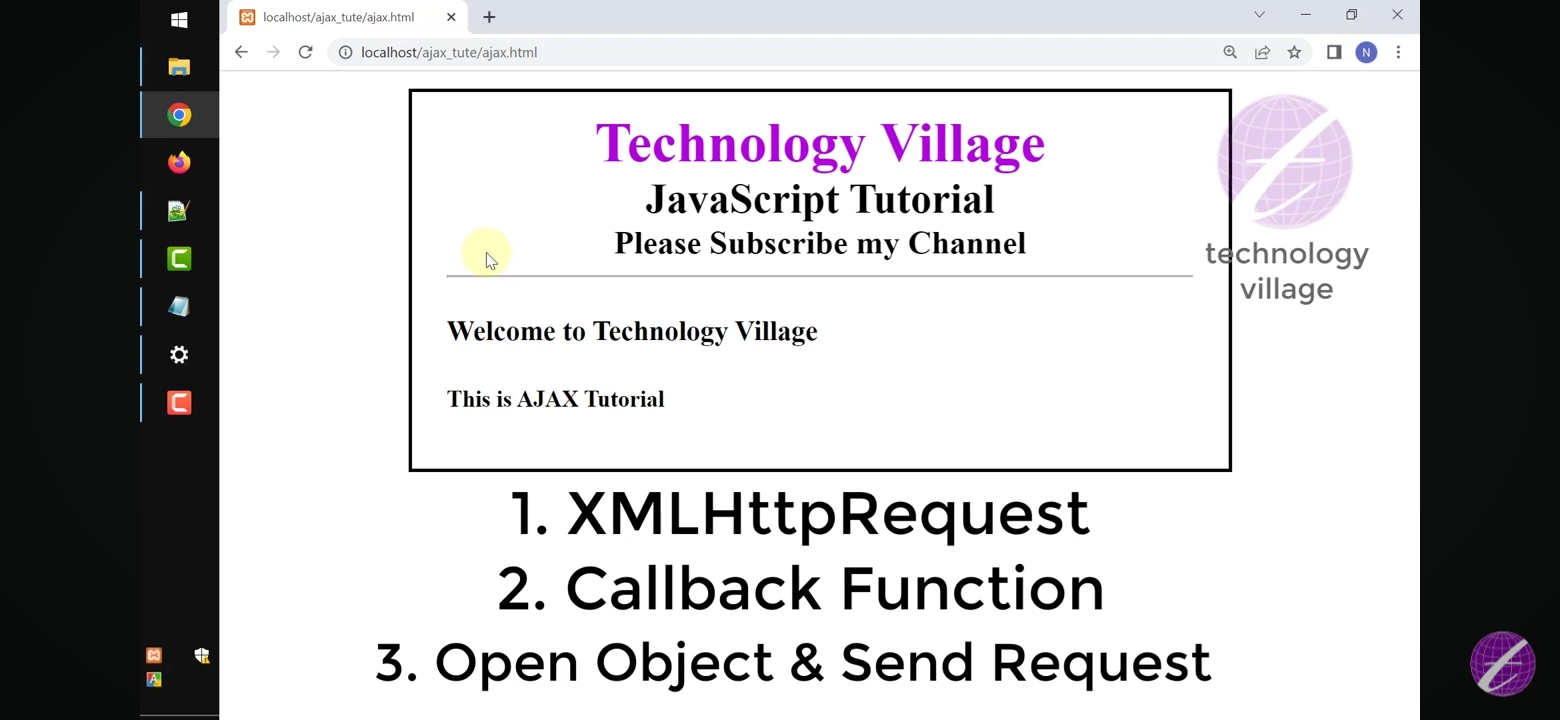 localhost/ajax_tute/ajax.html
localhost/ajax_tute/ajax.html
N
Technology Village
JavaScript Tutorial
Please Subscribe my Channel
technology
village
Welcome to Technology Village
This is AJAX Tutorial
1. XMLHttpRequest
2. Callback Function
3. Open Object & Send Request